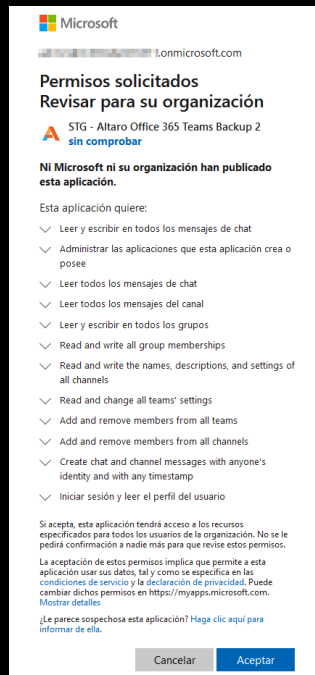 Microsoft
.onmicrosoft.com
Permisos solicitados
Revisar para su organización
STG - Altaro Office 365 Teams Backup 2
sin comprobar
Ni Microsoft ni su organización han publicado
esta aplicación.
Esta aplicación quiere:
Leer y escribir en todos los mensajes de chat
Administrar las aplicaciones que esta aplicación crea o
posee
Leer todos los mensajes de chat
Leer todos los mensajes del canal
Leer y escribir en todos los grupos
Read and write all group memberships
Read and write the names, descriptions, and settings of
all channels
Read and change all teams' settings
Add and remove members from all teams
Add and remove members from all channels
Create chat and channel messages with anyone's
identity and with any timestamp
Iniciar sesión y leer el perfil del usuario
Si acepta, esta aplicación tendrá acceso a los recursos
especificados para todos los usuarios de la organización. No se le
pedirá confirmación a nadie más para que revise estos permisos.
La aceptación de estos permisos implica que permite a esta
aplicación usar sus datos, tal y como se especifica en las
condiciones de servicio y la declaración de privacidad. Puede
cambiar dichos permisos en https://myapps.microsoft.com.
Mostrar detalles
¿Le parece sospechosa esta aplicación? Haga clic aquí para
informar de ella.
Cancelar Aceptar